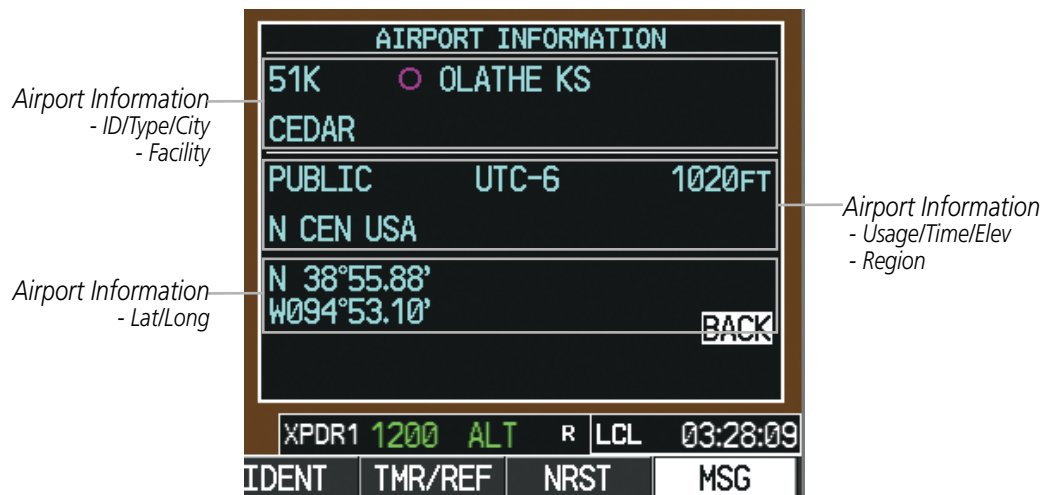 AIRPORT INFORMATION
51K OLATHE KS
CEDAR
PUBLIC UTC-6 1020FT
N CEN USA
N 38°55.88'
W094°53.10'
BACK
XPDR1 1200 ALT R LCL 03:28:09
IDENT TMR/REF NRST MSG
Airport Information
- ID/Type/City
- Facility
Airport Information
- Usage/Time/Elev
- Region
Airport Information
- Lat/Long